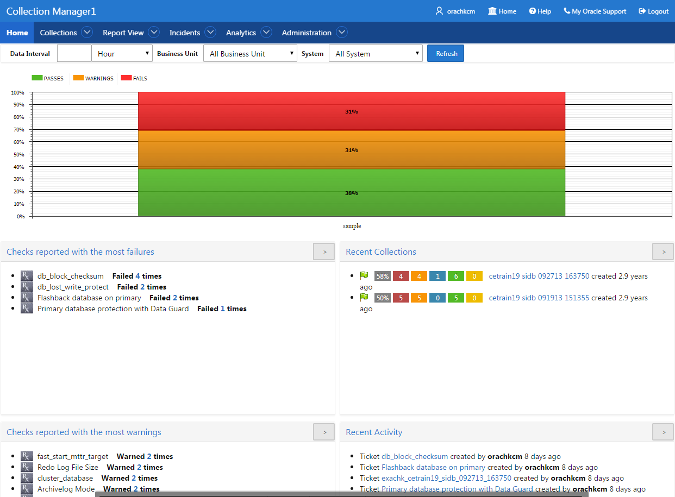 Collection Manager1
orachkcm Home Help My Oracle Support Logout
Home Collections Report View Incidents Analytics Administration
Data Interval Hour Business Unit All Business Unit System All System Refresh
PASSES WARNINGS FAILS
100%
90%
80%
70%
60%
50%
40%
30%
20%
10%
0%
31%
31%
38%
sample
Checks reported with the most failures >
db_block_checksum Failed 4 times
db_lost_write_protect Failed 2 times
Flashback database on primary Failed 2 times
Primary database protection with Data Guard Failed 1 times
Recent Collections >
58% 4 4 1 6 0 cetrain19 sidb 092713 163750 created 2.9 years
ago
50% 5 5 0 5 0 cetrain19 sidb 091913 151355 created 2.9 years
ago
Checks reported with the most warnings >
fast_start_mttr_target Warned 2 times
Redo Log File Size Warned 2 times
cluster_database Warned 2 times
Archivelog Mode Warned 2 times
Recent Activity >
Ticket db_block_checksum created by orachkcm 8 days ago
Ticket Flashback database on primary created by orachkcm 8 days ago
Ticket exachk_cetrain19_sidb_092713_163750 created by orachkcm 8 days ago
Ticket Primary database protection with Data Guard created by orachkcm 8 days ago